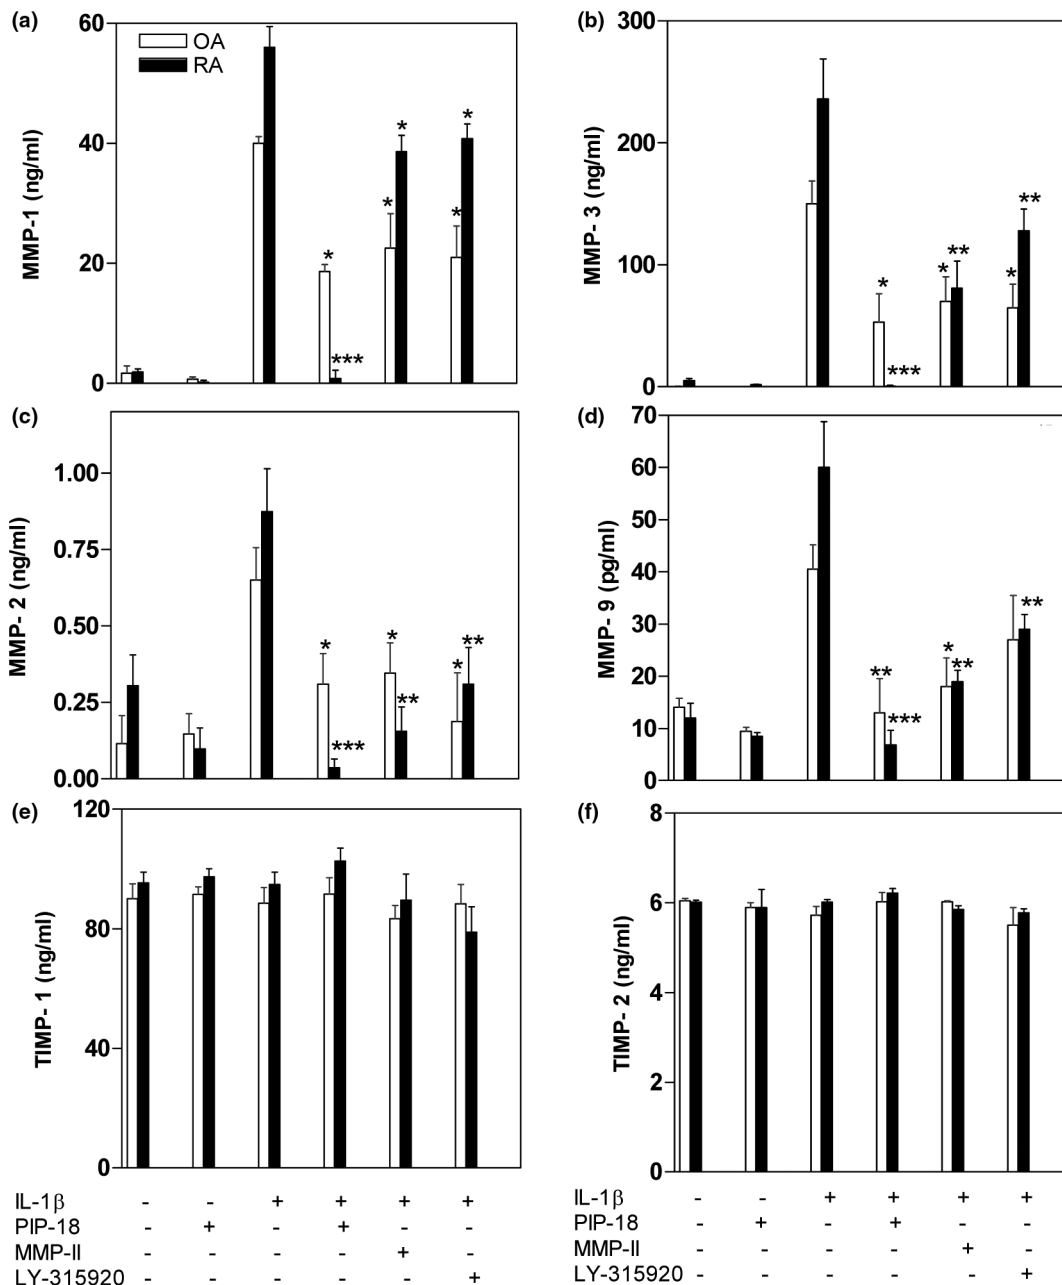 (a)
60
40
20
0
MMP-1 (ng/ml)
OA
RA
*
***
*
*
*
*
(b)
300
200
100
0
MMP- 3 (ng/ml)
*
***
*
**
*
**
(c)
1.00
0.75
0.50
0.25
0.00
MMP- 2 (ng/ml)
*
***
*
**
*
**
(d)
70
60
50
40
30
20
10
0
MMP- 9 (pg/ml)
**
***
*
**
**
(e)
120
80
40
0
TIMP- 1 (ng/ml)
(f)
8
6
4
2
0
TIMP- 2 (ng/ml)
IL-1β - - + + + +
PIP-18 - + - + - -
MMP-II - - - - + -
LY-315920 - - - - - +
IL-1β - - + + + +
PIP-18 - + - + - -
MMP-II - - - - + -
LY-315920 - - - - - +